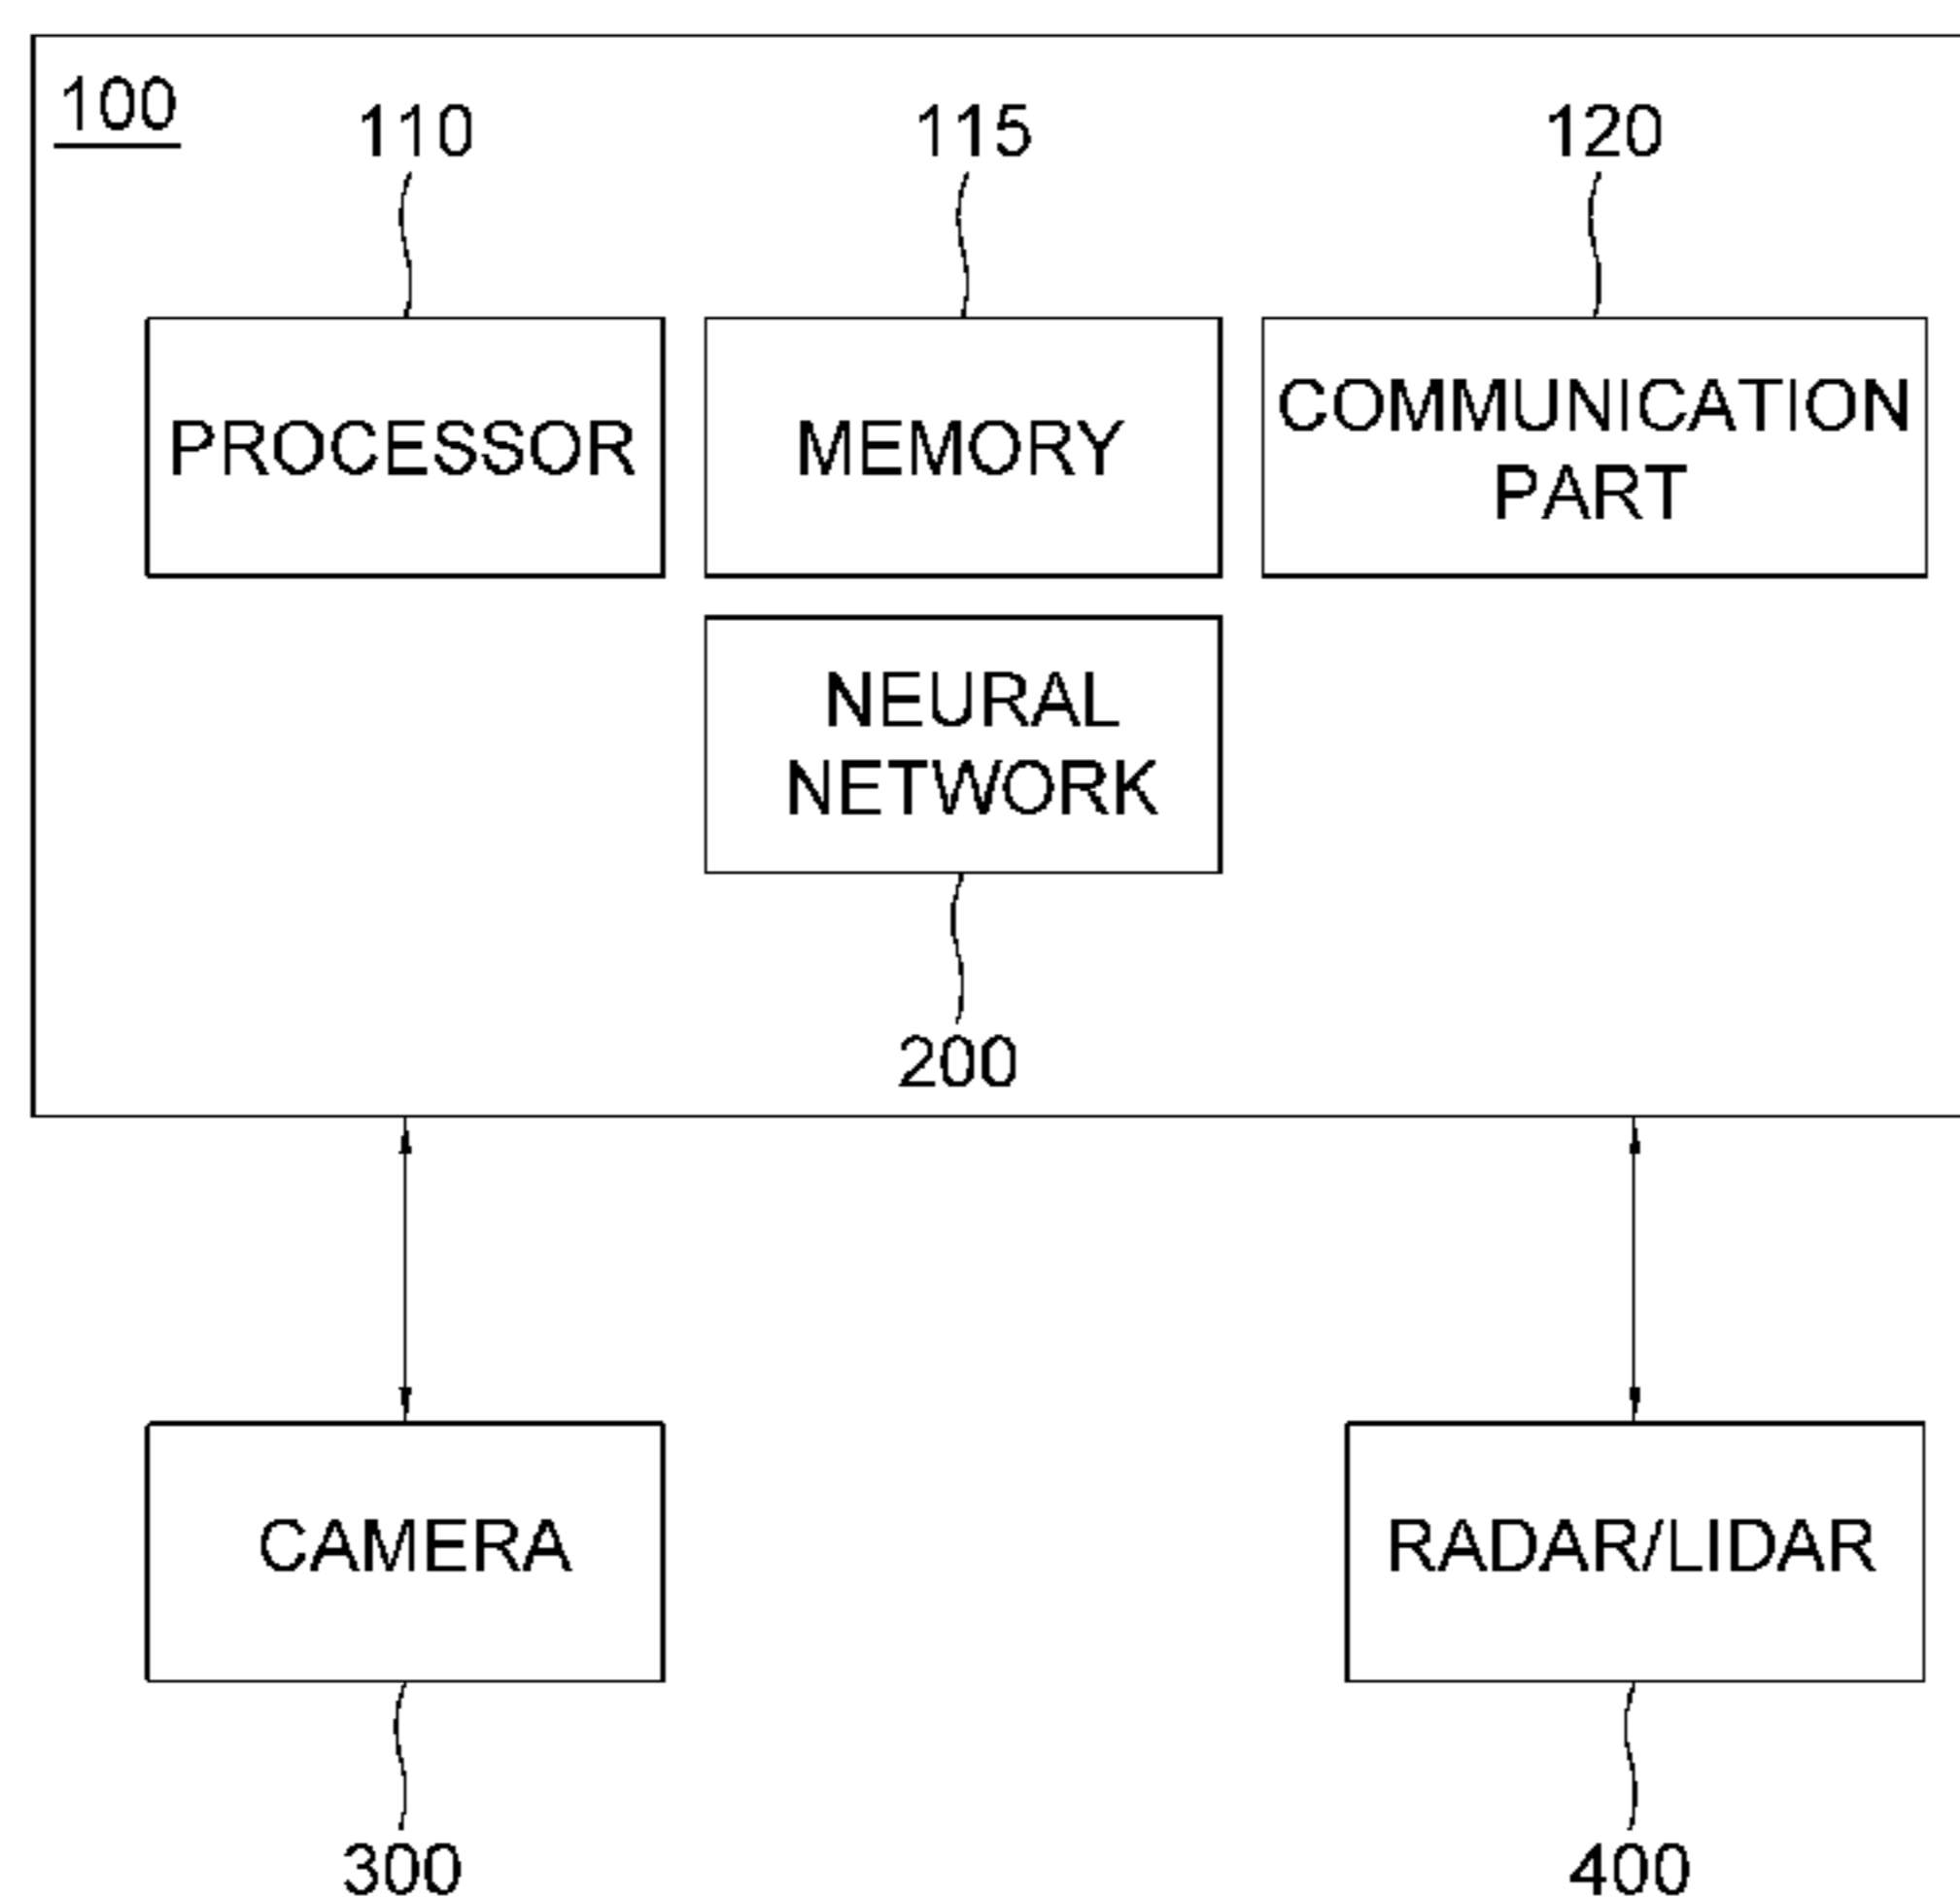 100
110
115
120
PROCESSOR
MEMORY
COMMUNICATION
PART
NEURAL
NETWORK
200
CAMERA
RADAR/LIDAR
300
400